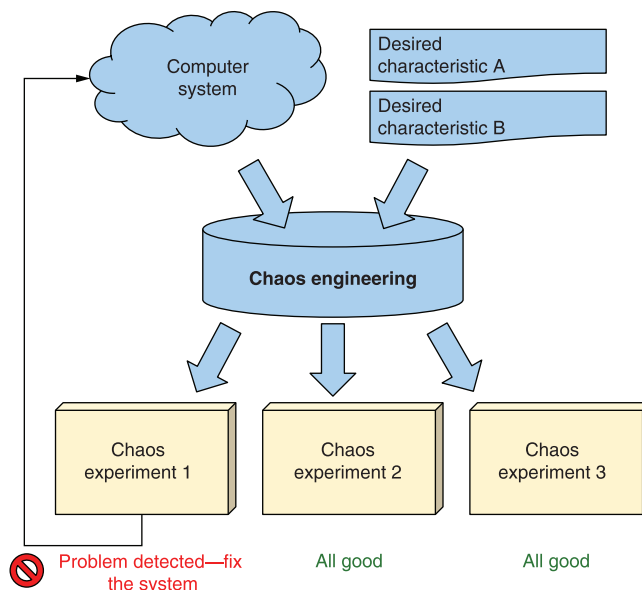 Computer
system
Desired
characteristic A
Desired
characteristic B
Chaos engineering
Chaos
experiment 1
Chaos
experiment 2
Chaos
experiment 3
Problem detected—fix
the system
All good
All good